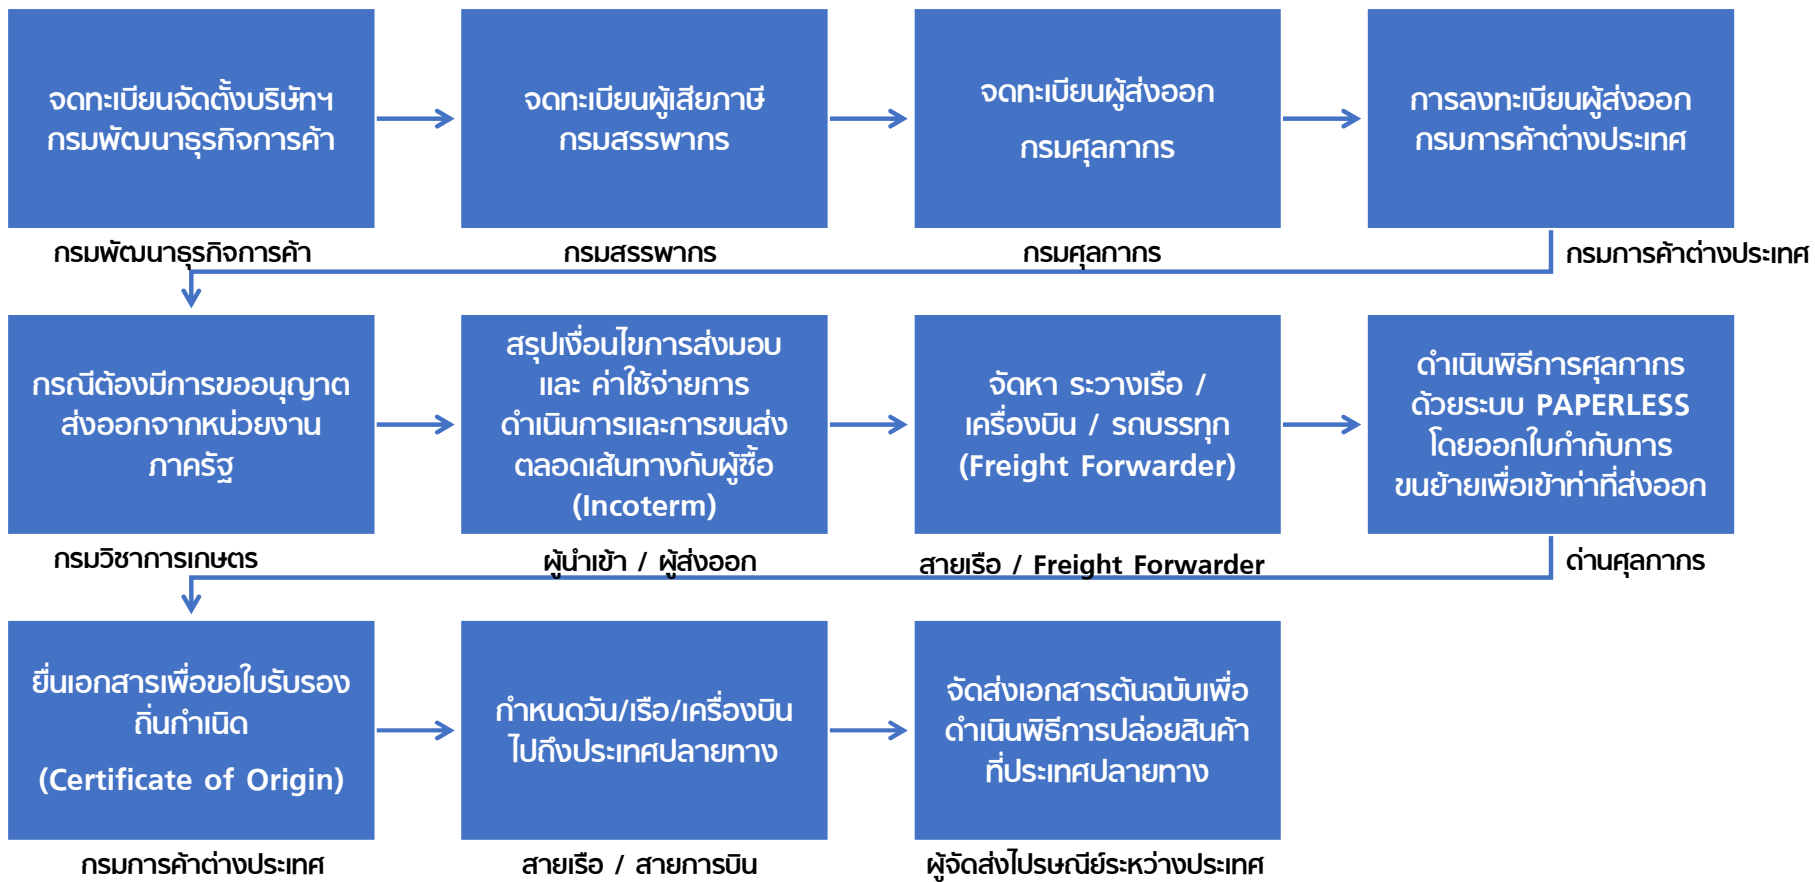 จดทะเบียนจัดตั้งบริษัทฯ
กรมพัฒนาธุรกิจการค้า
จดทะเบียนผู้เสียภาษี
กรมสรรพากร
จดทะเบียนผู้ส่งออก
กรมศุลกากร
การลงทะเบียนผู้ส่งออก
กรมการค้าต่างประเทศ
กรมพัฒนาธุรกิจการค้า
กรมสรรพากร
กรมศุลกากร
กรมการค้าต่างประเทศ
กรณีต้องมีการขออนุญาต
ส่งออกจากหน่วยงาน
ภาครัฐ
สรุปเงื่อนไขการส่งมอบ
และ ค่าใช้จ่ายการ
ดำเนินการและการขนส่ง
ตลอดเส้นทางกับผู้ซื้อ
(Incoterm)
จัดหา ระวางเรือ /
เครื่องบิน / รถบรรทุก
(Freight Forwarder)
ดำเนินพิธีการศุลกากร
ด้วยระบบ PAPERLESS
โดยออกใบกำกับการ
ขนย้ายเพื่อเข้าท่าที่ส่งออก
กรมวิชาการเกษตร
ผู้นำเข้า / ผู้ส่งออก
สายเรือ / Freight Forwarder
ด่านศุลกากร
ยื่นเอกสารเพื่อขอใบรับรอง
ถิ่นกำเนิด
(Certificate of Origin)
กำหนดวัน/เรือ/เครื่องบิน
ไปถึงประเทศปลายทาง
จัดส่งเอกสารต้นฉบับเพื่อ
ดำเนินพิธีการปล่อยสินค้า
ที่ประเทศปลายทาง
กรมการค้าต่างประเทศ
สายเรือ / สายการบิน
ผู้จัดส่งไปรษณีย์ระหว่างประเทศ